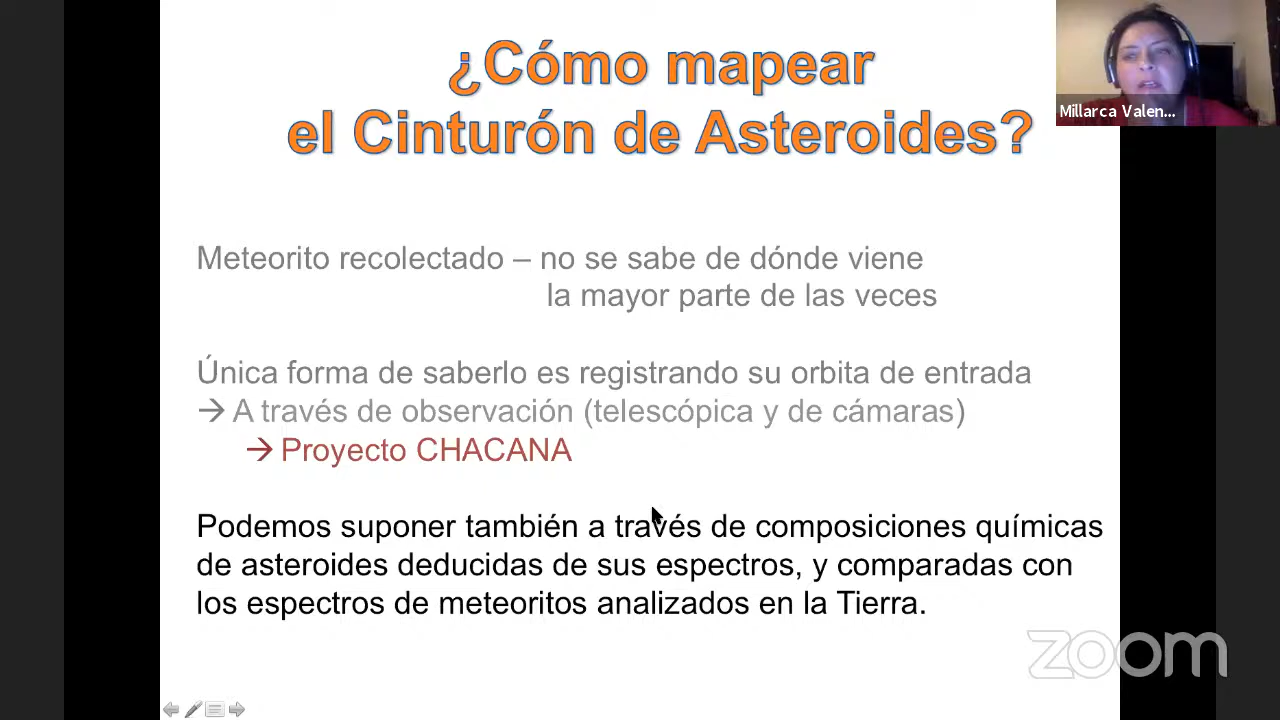 ¿Cómo mapear
el Cinturón de Asteroides?
Millarca Valen...
Meteorito recolectado – no se sabe de dónde viene
la mayor parte de las veces
Única forma de saberlo es registrando su orbita de entrada
→ A través de observación (telescópica y de cámaras)
→ Proyecto CHACANA
Podemos suponer también a través de composiciones químicas
de asteroides deducidas de sus espectros, y comparadas con
los espectros de meteoritos analizados en la Tierra.
zoom